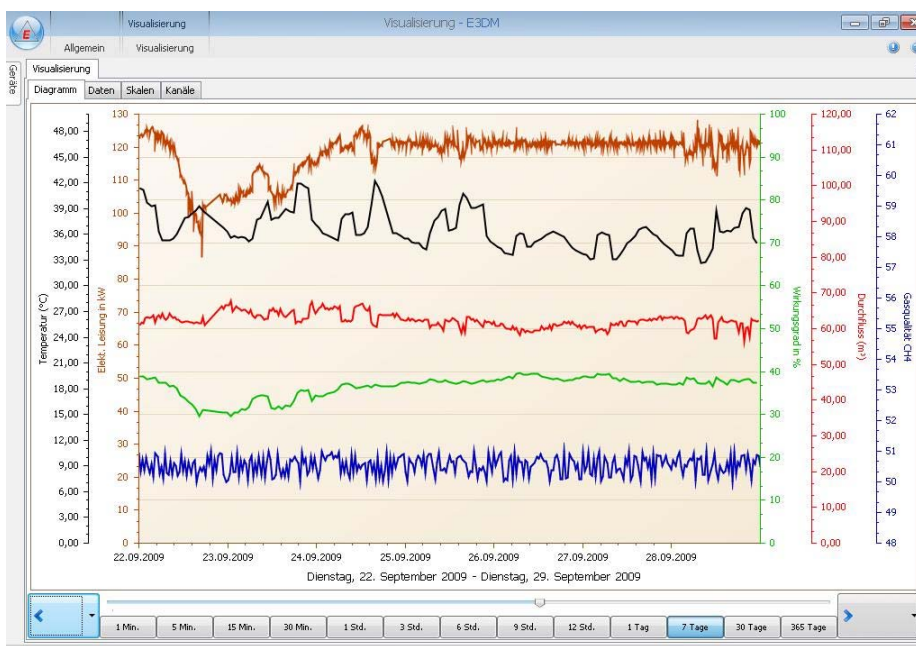 Visualisierung
Visualisierung - E3DM
Allgemein
Visualisierung
Geräte
Visualisierung
Diagramm
Daten
Skalen
Kanäle
Temperatur (°C)
48,00
45,00
42,00
39,00
36,00
33,00
30,00
27,00
24,00
21,00
18,00
15,00
12,00
9,00
6,00
3,00
0,00
Elekt. Leisung in kW
130
120
110
100
90
80
70
60
50
40
30
20
10
0
Wirkungsgrad in %
100
90
80
70
60
50
40
30
20
10
0
Durchfluss (m³)
120,00
110,00
100,00
90,00
80,00
70,00
60,00
50,00
40,00
30,00
20,00
10,00
0,00
Gasqualität CH4
62
61
60
59
58
57
56
55
54
53
52
51
50
49
48
22.09.2009
23.09.2009
24.09.2009
25.09.2009
26.09.2009
27.09.2009
28.09.2009
Dienstag, 22. September 2009 - Dienstag, 29. September 2009
1 Min.
5 Min.
15 Min.
30 Min.
1 Std.
3 Std.
6 Std.
9 Std.
12 Std.
1 Tag
7 Tage
30 Tage
365 Tage